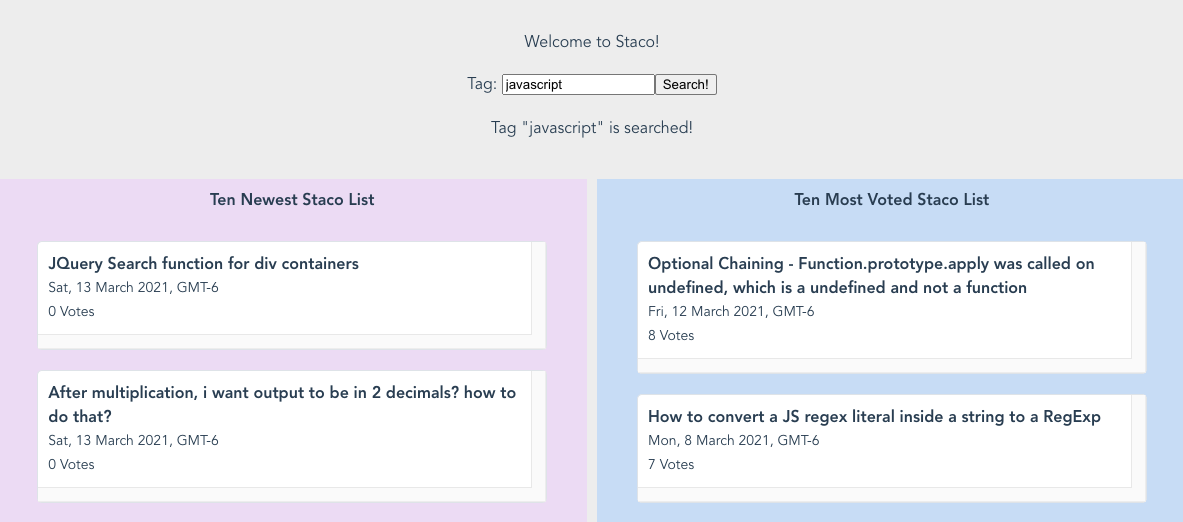 Welcome to Staco!
Tag: javascript Search!
Tag "javascript" is searched!
Ten Newest Staco List
JQuery Search function for div containers
Sat, 13 March 2021, GMT-6
0 Votes
After multiplication, i want output to be in 2 decimals? how to
do that?
Sat, 13 March 2021, GMT-6
0 Votes
Ten Most Voted Staco List
Optional Chaining - Function.prototype.apply was called on
undefined, which is a undefined and not a function
Fri, 12 March 2021, GMT-6
8 Votes
How to convert a JS regex literal inside a string to a RegExp
Mon, 8 March 2021, GMT-6
7 Votes